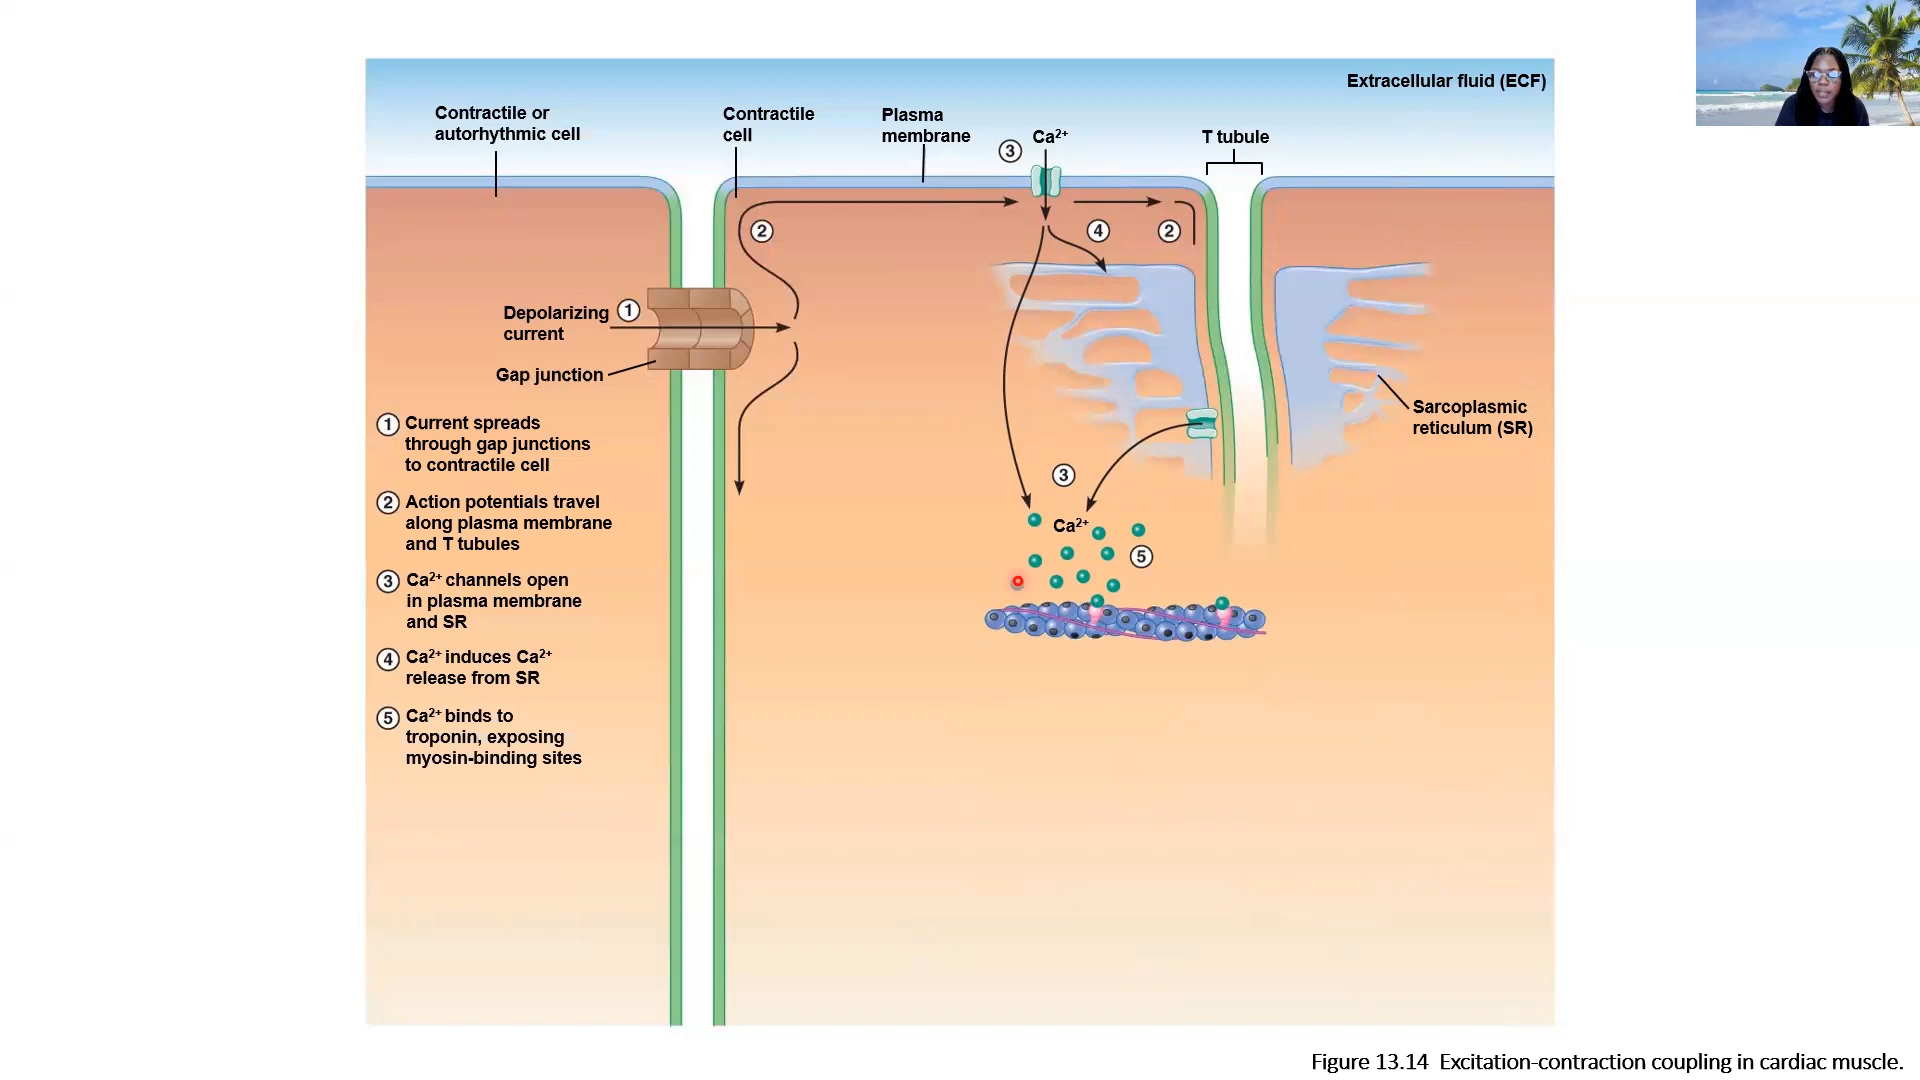 Extracellular fluid (ECF)
Contractile or
autorhythmic cell
Contractile
cell
Plasma
membrane
3
Ca²⁺
T tubule
2
4
2
Depolarizing
current
1
Gap junction
Sarcoplasmic
reticulum (SR)
3
Ca²⁺
5
1 Current spreads
through gap junctions
to contractile cell
2 Action potentials travel
along plasma membrane
and T tubules
3 Ca²⁺ channels open
in plasma membrane
and SR
4 Ca²⁺ induces Ca²⁺
release from SR
5 Ca²⁺ binds to
troponin, exposing
myosin-binding sites
Figure 13.14 Excitation-contraction coupling in cardiac muscle.